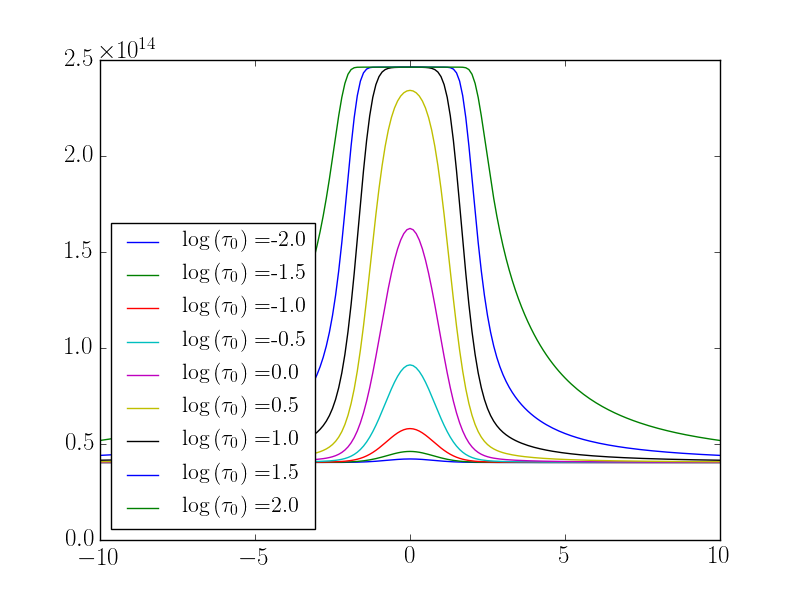 ×10¹⁴
2.5
2.0
1.5
1.0
0.5
0.0
log (τ₀) =-2.0
log (τ₀) =-1.5
log (τ₀) =-1.0
log (τ₀) =-0.5
log (τ₀) =0.0
log (τ₀) =0.5
log (τ₀) =1.0
log (τ₀) =1.5
log (τ₀) =2.0
−10 −5 0 5 10